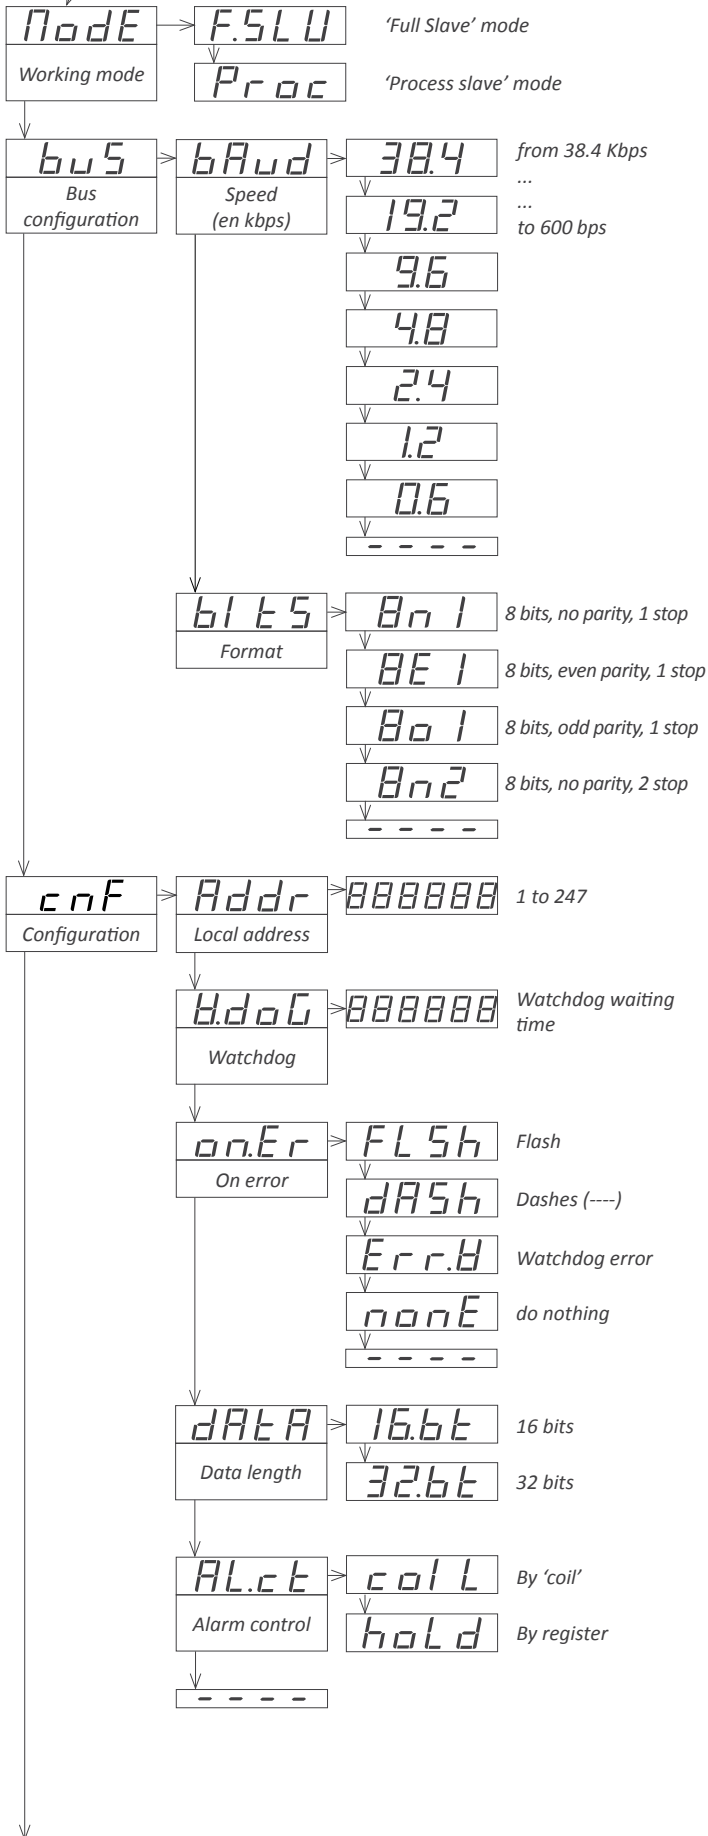 ModE
F.SLV
'Full Slave' mode
Working mode
Proc
'Process slave' mode
buS
bAud
38.4
from 38.4 Kbps
Bus
configuration
Speed
(en kbps)
...
...
19.2
to 600 bps
9.6
4.8
2.4
1.2
0.6
- - - -
bItS
8n1
8 bits, no parity, 1 stop
Format
8E1
8 bits, even parity, 1 stop
8o1
8 bits, odd parity, 1 stop
8n2
8 bits, no parity, 2 stop
- - - -
cnF
Addr
888888
1 to 247
Configuration
Local address
W.doG
888888
Watchdog waiting
time
Watchdog
on.Er
FLSh
Flash
On error
dASh
Dashes (----)
Err.W
Watchdog error
nonE
do nothing
- - - -
dAtA
16.bt
16 bits
Data length
32.bt
32 bits
AL.ct
coIL
By 'coil'
Alarm control
hoLd
By register
- - - -